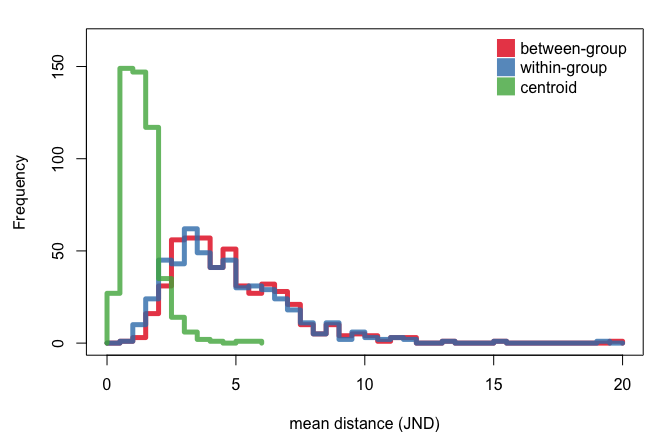 between-group
within-group
centroid
150
100
50
0
Frequency
0 5 10 15 20
mean distance (JND)